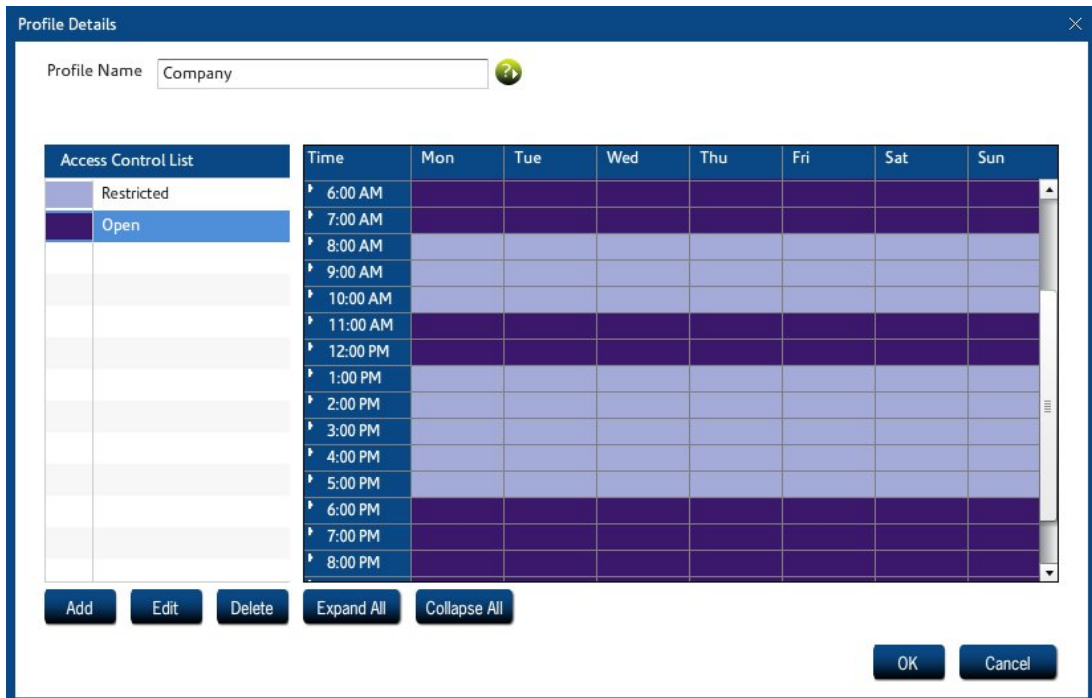 Profile Details
Profile Name Company ?
Access Control List
Restricted
Open
Time Mon Tue Wed Thu Fri Sat Sun
6:00 AM
7:00 AM
8:00 AM
9:00 AM
10:00 AM
11:00 AM
12:00 PM
1:00 PM
2:00 PM
3:00 PM
4:00 PM
5:00 PM
6:00 PM
7:00 PM
8:00 PM
Add Edit Delete Expand All Collapse All
OK Cancel